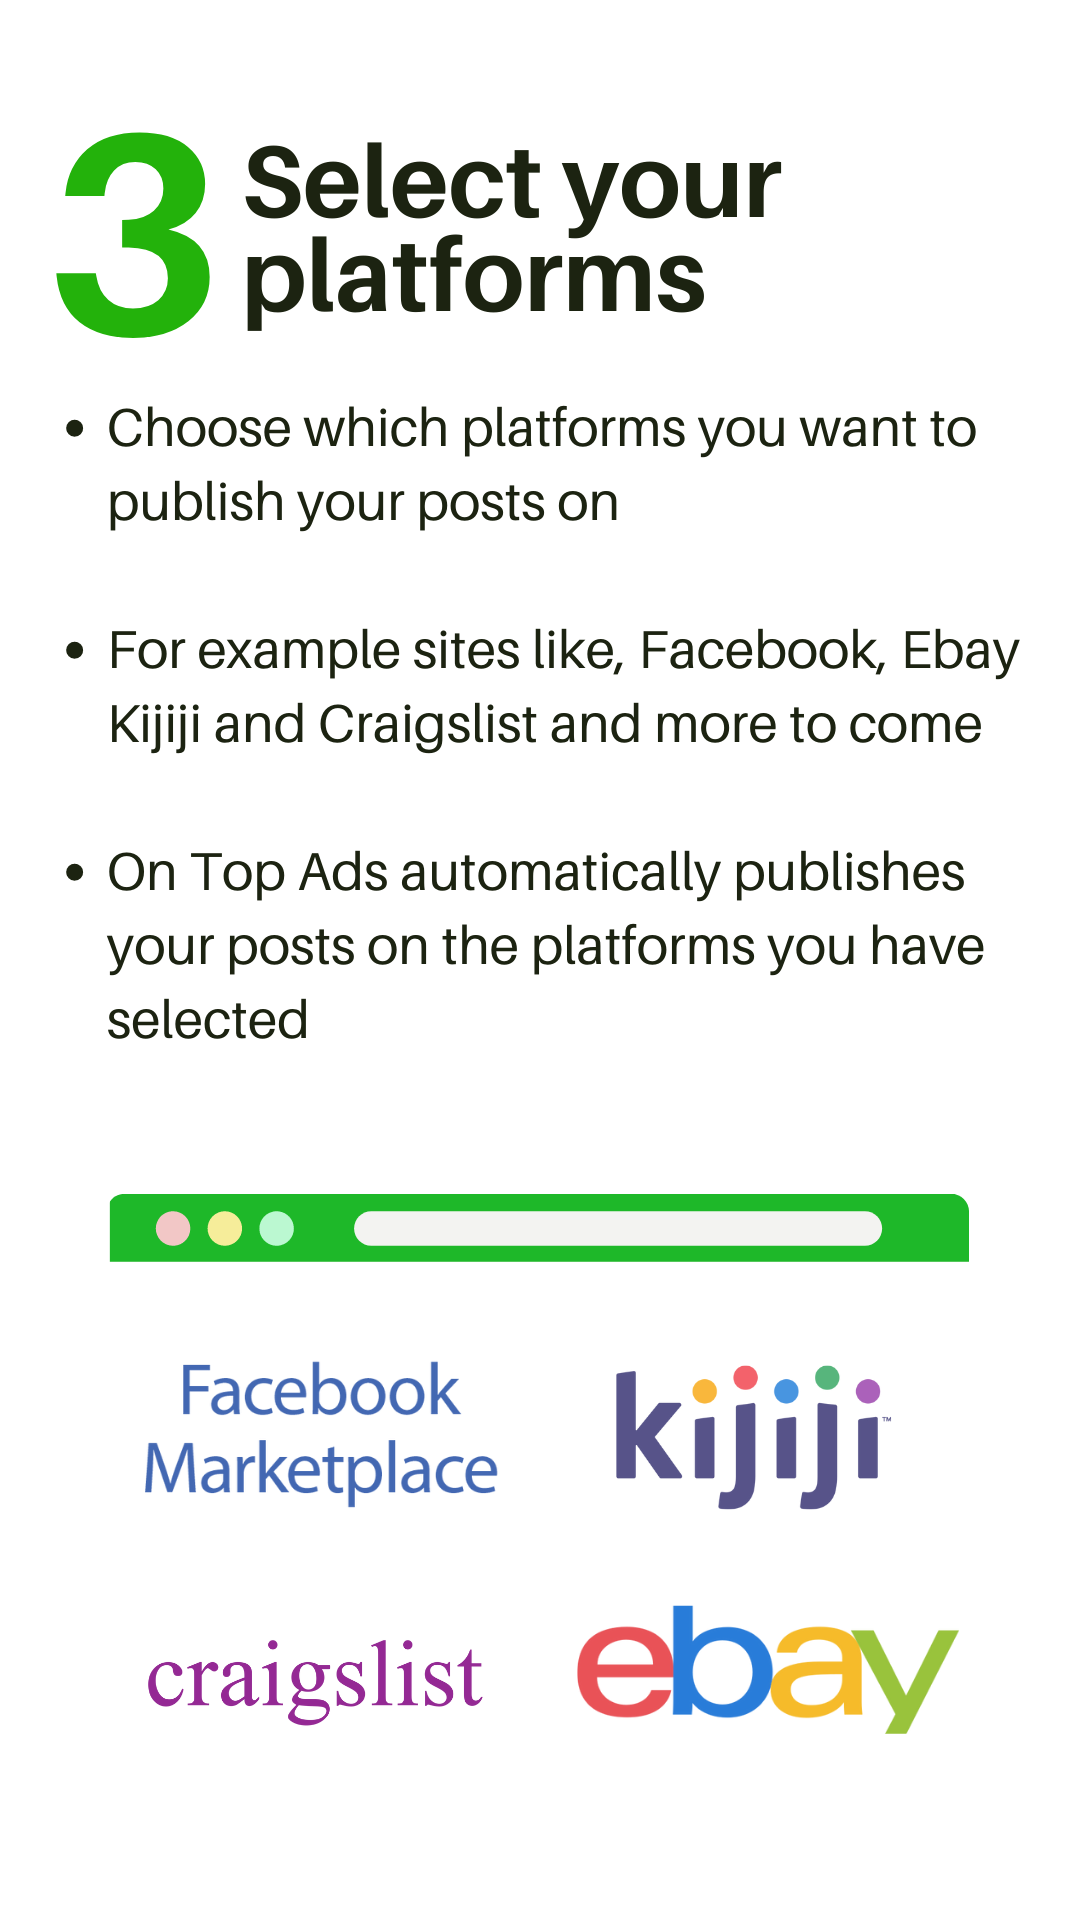 3
Select your
platforms
• Choose which platforms you want to
publish your posts on
• For example sites like, Facebook, Ebay
Kijiji and Craigslist and more to come
• On Top Ads automatically publishes
your posts on the platforms you have
selected
Facebook
Marketplace
kijiji™
craigslist
ebay